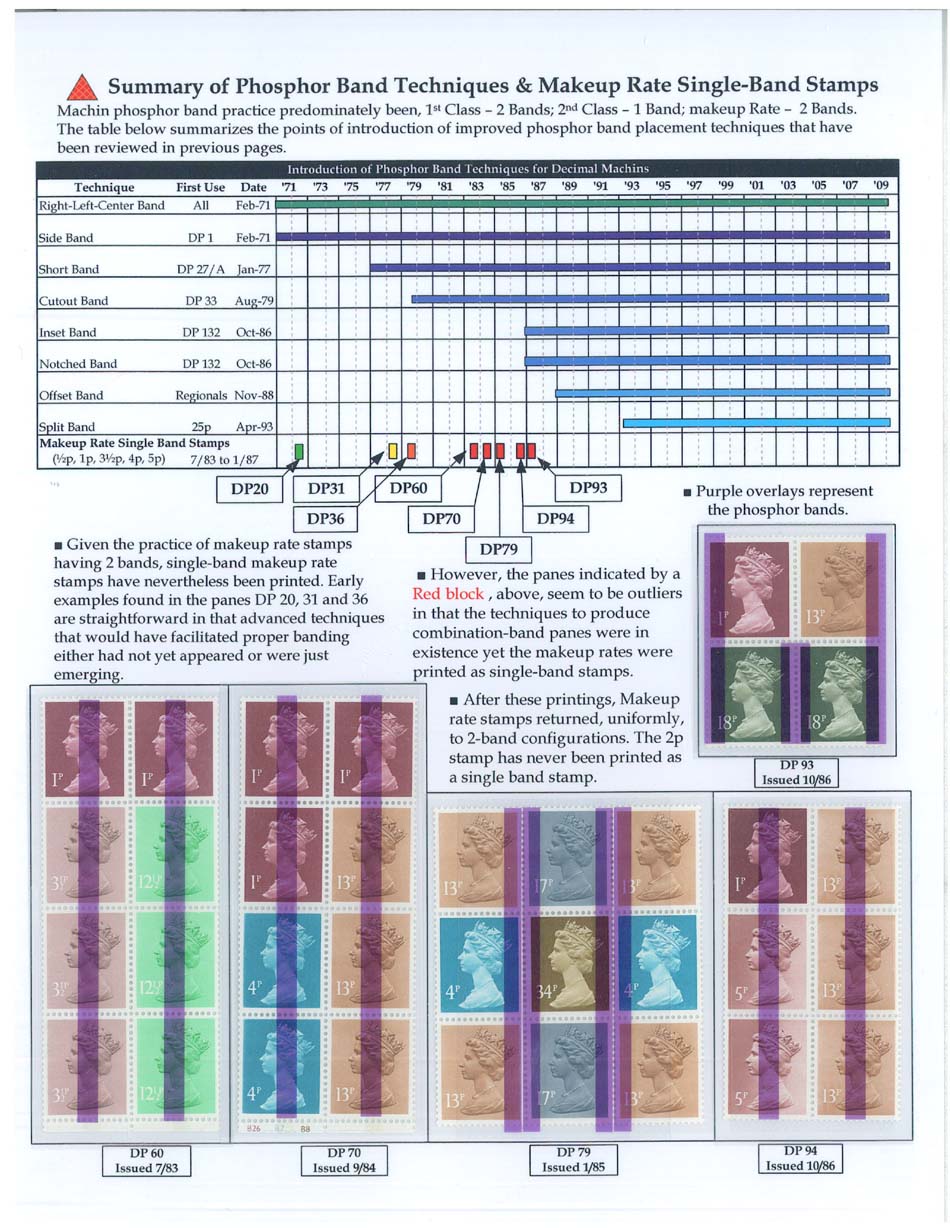 Summary of Phosphor Band Techniques & Makeup Rate Single-Band Stamps
Machin phosphor band practice predominately been, 1st Class – 2 Bands; 2nd Class – 1 Band; makeup Rate – 2 Bands.
The table below summarizes the points of introduction of improved phosphor band placement techniques that have
been reviewed in previous pages.
Introduction of Phosphor Band Techniques for Decimal Machins
Technique First Use Date '71 '73 '75 '77 '79 '81 '83 '85 '87 '89 '91 '93 '95 '97 '99 '01 '03 '05 '07 '09
Right-Left-Center Band All Feb-71
Side Band DP 1 Feb-71
Short Band DP 27/A Jan-77
Cutout Band DP 33 Aug-79
Inset Band DP 132 Oct-86
Notched Band DP 132 Oct-86
Offset Band Regionals Nov-88
Split Band 25p Apr-93
Makeup Rate Single Band Stamps
(½p, 1p, 3½p, 4p, 5p) 7/83 to 1/87
DP20 DP31 DP60 DP93
DP36 DP70 DP94
DP79
■ Purple overlays represent
the phosphor bands.
■ Given the practice of makeup rate stamps
having 2 bands, single-band makeup rate
stamps have nevertheless been printed. Early
examples found in the panes DP 20, 31 and 36
are straightforward in that advanced techniques
that would have facilitated proper banding
either had not yet appeared or were just
emerging.
■ However, the panes indicated by a
Red block , above, seem to be outliers
in that the techniques to produce
combination-band panes were in
existence yet the makeup rates were
printed as single-band stamps.
■ After these printings, Makeup
rate stamps returned, uniformly,
to 2-band configurations. The 2p
stamp has never been printed as
a single band stamp.
1P 13P
18P 18P
DP 93
Issued 10/86
1P 1P
3½P 12½P
3½P 12½P
3½P 12½P
DP 60
Issued 7/83
1P 1P
1P 13P
4P 13P
4P 13P
B26 B8
DP 70
Issued 9/84
13P 17P 13P
4P 34P 4P
13P 17P 13P
DP 79
Issued 1/85
1P 13P
5P 13P
5P 13P
DP 94
Issued 10/86